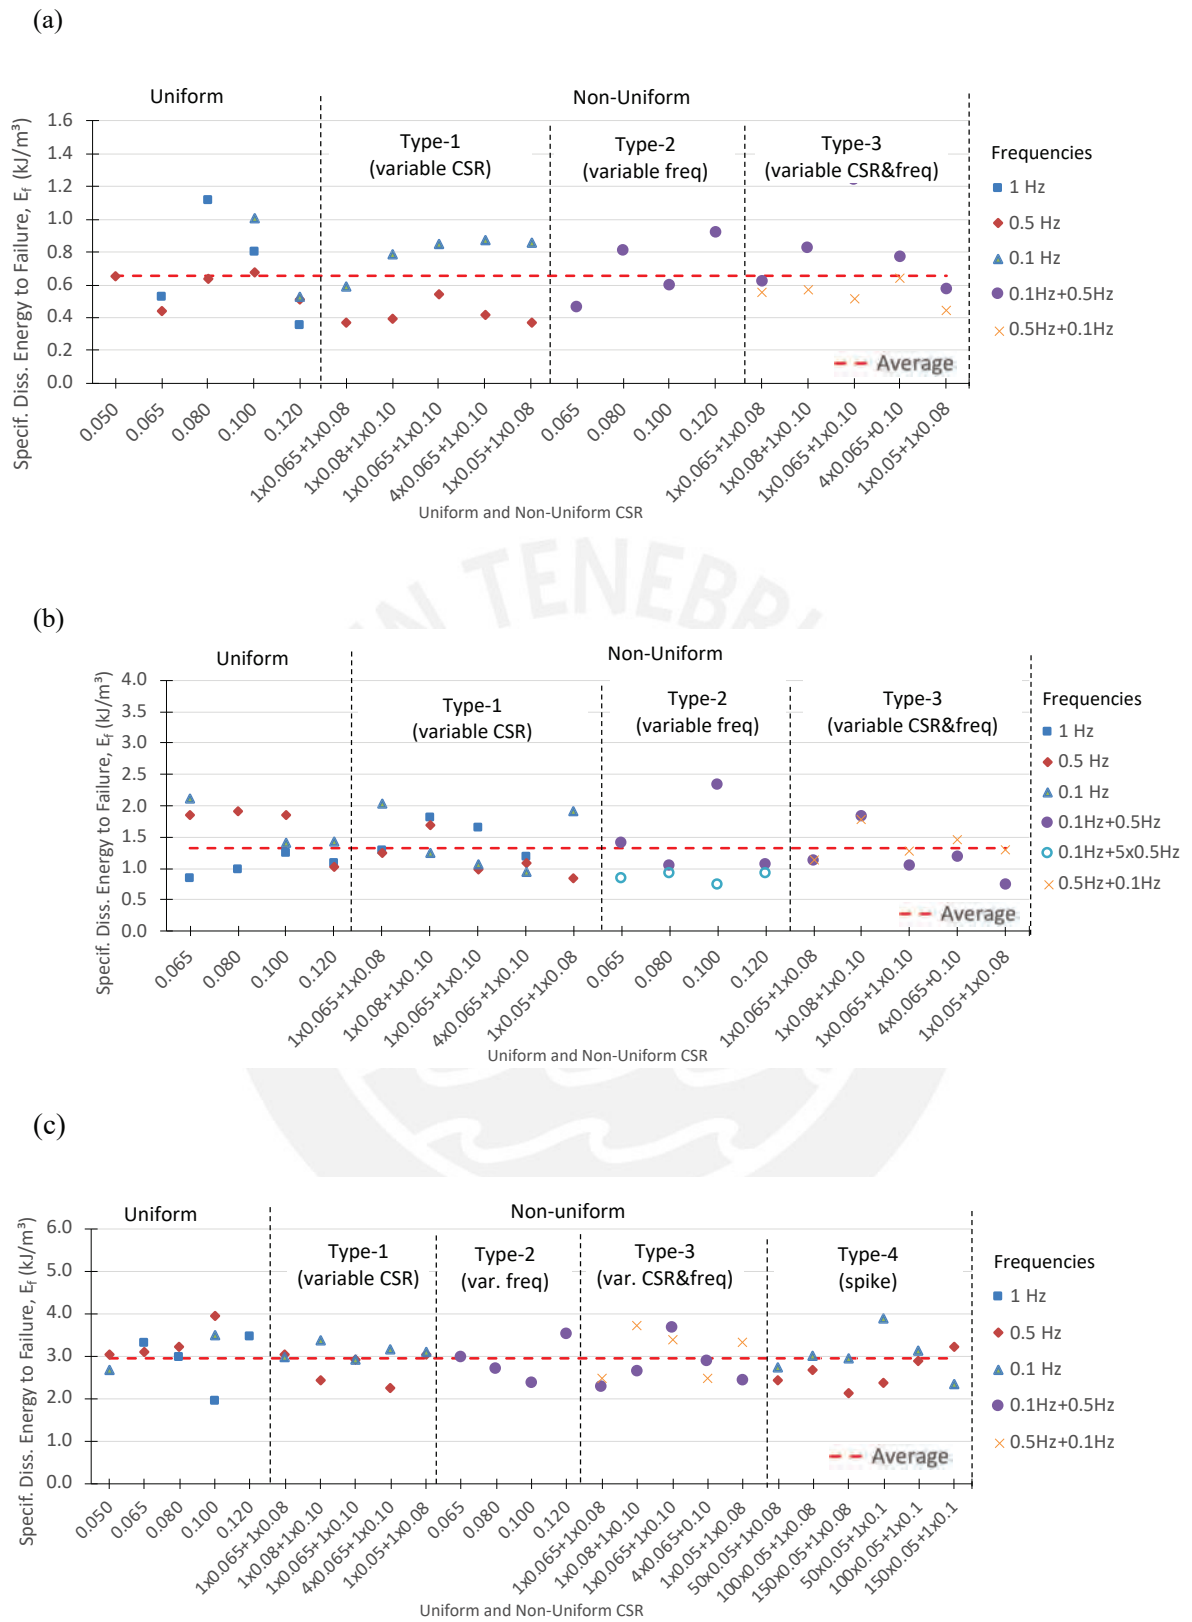 (a)
Uniform
Non-Uniform
Type-1
(variable CSR)
Type-2
(variable freq)
Type-3
(variable CSR&freq)
Specif. Diss. Energy to Failure, Ef (kJ/m³)
1.6
1.4
1.2
1.0
0.8
0.6
0.4
0.2
0.0
Average
Frequencies
1 Hz
0.5 Hz
0.1 Hz
0.1Hz+0.5Hz
0.5Hz+0.1Hz
0.050
0.065
0.080
0.100
0.120
1x0.065+1x0.08
1x0.08+1x0.10
1x0.065+1x0.10
4x0.065+1x0.10
1x0.05+1x0.08
0.065
0.080
0.100
0.120
1x0.065+1x0.08
1x0.08+1x0.10
1x0.065+1x0.10
4x0.065+0.10
1x0.05+1x0.08
Uniform and Non-Uniform CSR
IN TENEBRI
(b)
Uniform
Non-Uniform
Type-1
(variable CSR)
Type-2
(variable freq)
Type-3
(variable CSR&freq)
Specif. Diss. Energy to Failure, Ef (kJ/m³)
4.0
3.5
3.0
2.5
2.0
1.5
1.0
0.5
0.0
Average
Frequencies
1 Hz
0.5 Hz
0.1 Hz
0.1Hz+0.5Hz
0.1Hz+5x0.5Hz
0.5Hz+0.1Hz
0.065
0.080
0.100
0.120
1x0.065+1x0.08
1x0.08+1x0.10
1x0.065+1x0.10
4x0.065+1x0.10
1x0.05+1x0.08
0.065
0.080
0.100
0.120
1x0.065+1x0.08
1x0.08+1x0.10
1x0.065+1x0.10
4x0.065+0.10
1x0.05+1x0.08
Uniform and Non-Uniform CSR
(c)
Uniform
Non-uniform
Type-1
(variable CSR)
Type-2
(var. freq)
Type-3
(var. CSR&freq)
Type-4
(spike)
Specif. Diss. Energy to Failure, Ef (kJ/m³)
6.0
5.0
4.0
3.0
2.0
1.0
0.0
Average
Frequencies
1 Hz
0.5 Hz
0.1 Hz
0.1Hz+0.5Hz
0.5Hz+0.1Hz
0.050
0.065
0.080
0.100
0.120
1x0.065+1x0.08
1x0.08+1x0.10
1x0.065+1x0.10
4x0.065+1x0.10
1x0.05+1x0.08
0.065
0.080
0.100
0.120
1x0.065+1x0.08
1x0.08+1x0.10
1x0.065+1x0.10
4x0.065+0.10
1x0.05+1x0.08
50x0.05+1x0.08
100x0.05+1x0.08
150x0.05+1x0.08
50x0.05+1x0.1
100x0.05+1x0.1
150x0.05+1x0.1
Uniform and Non-Uniform CSR